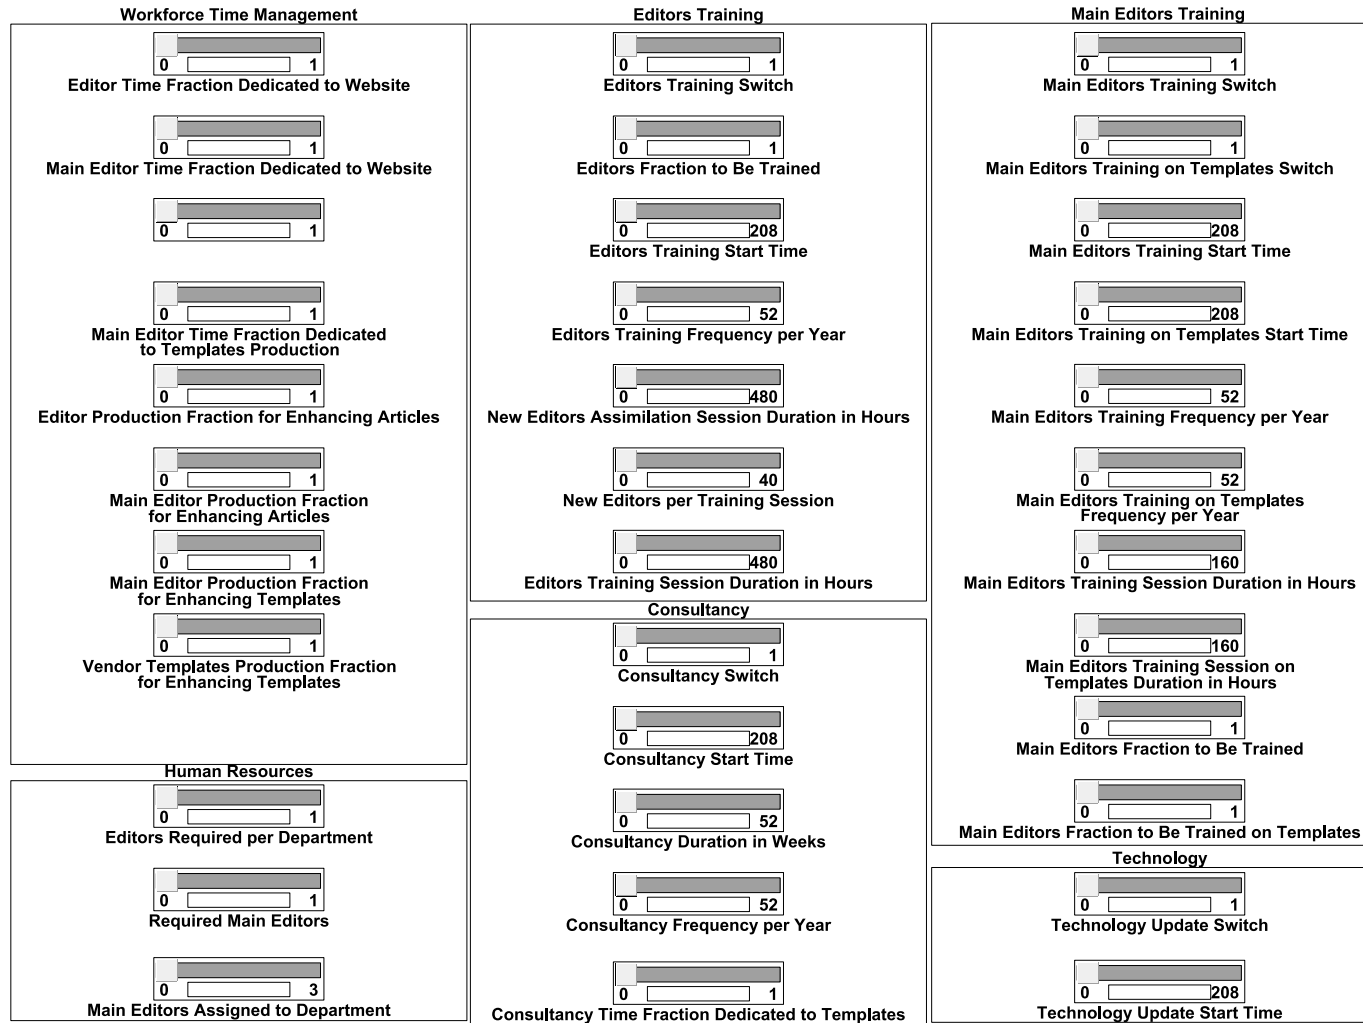 Workforce Time Management
0 1
Editor Time Fraction Dedicated to Website
0 1
Main Editor Time Fraction Dedicated to Website
0 1
0 1
Main Editor Time Fraction Dedicated
to Templates Production
0 1
Editor Production Fraction for Enhancing Articles
0 1
Main Editor Production Fraction
for Enhancing Articles
0 1
Main Editor Production Fraction
for Enhancing Templates
0 1
Vendor Templates Production Fraction
for Enhancing Templates
Human Resources
0 1
Editors Required per Department
0 1
Required Main Editors
0 3
Main Editors Assigned to Department
Editors Training
0 1
Editors Training Switch
0 1
Editors Fraction to Be Trained
0 208
Editors Training Start Time
0 52
Editors Training Frequency per Year
0 480
New Editors Assimilation Session Duration in Hours
0 40
New Editors per Training Session
0 480
Editors Training Session Duration in Hours
Consultancy
0 1
Consultancy Switch
0 208
Consultancy Start Time
0 52
Consultancy Duration in Weeks
0 52
Consultancy Frequency per Year
0 1
Consultancy Time Fraction Dedicated to Templates
Main Editors Training
0 1
Main Editors Training Switch
0 1
Main Editors Training on Templates Switch
0 208
Main Editors Training Start Time
0 208
Main Editors Training on Templates Start Time
0 52
Main Editors Training Frequency per Year
0 52
Main Editors Training on Templates
Frequency per Year
0 160
Main Editors Training Session Duration in Hours
0 160
Main Editors Training Session on
Templates Duration in Hours
0 1
Main Editors Fraction to Be Trained
0 1
Main Editors Fraction to Be Trained on Templates
Technology
0 1
Technology Update Switch
0 208
Technology Update Start Time